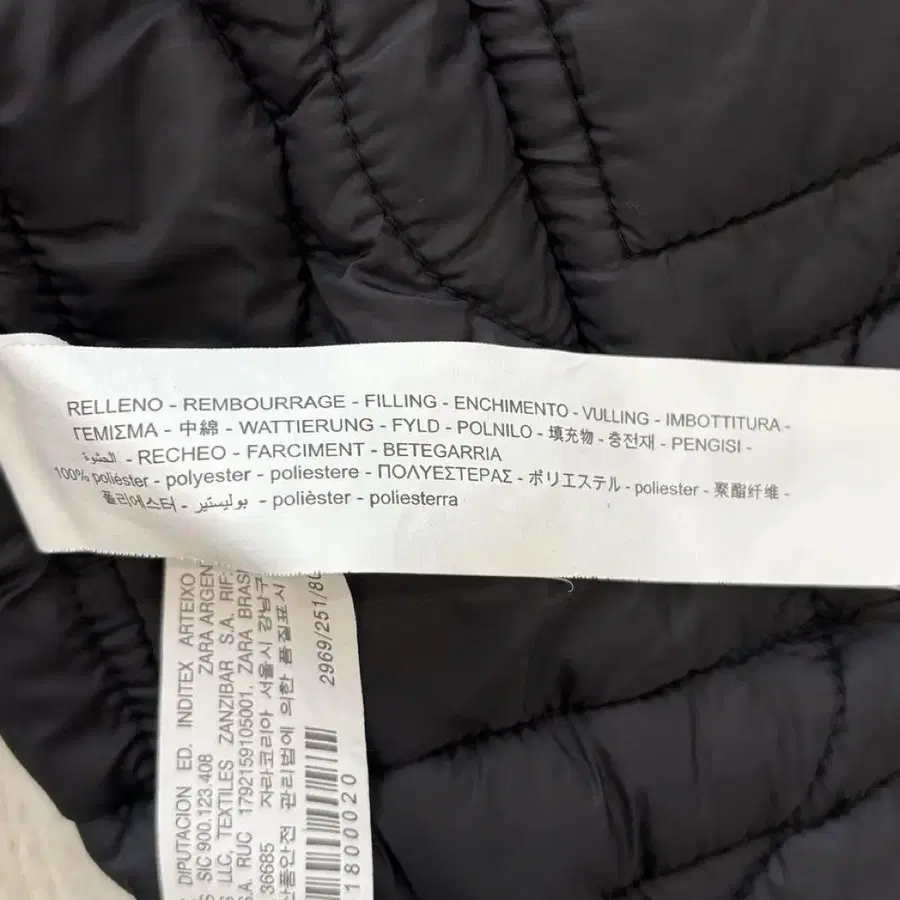 RELLENO - REMBOURRAGE - FILLING - ENCHIMENTO - VULLING - IMBOTTITURA -
ΓΕΜΙΣΜΑ - 中綿 - WATTIERUNG - FYLD - POLNILO - 填充物 - 충전재 - PENGISI -
الحشوة - RECHEO - FARCIMENT - BETEGARRIA
100% poliéster - polyester - poliestere - ΠΟΛΥΕΣΤΕΡΑΣ - ポリエステル - poliester - 聚酯纤维 -
폴리에스터 - بوليستير - polièster - poliesterra
DIPUTACION ED. INDITEX ARTEIXO
SIC 900.123.408 ZARA ARGEN
LLC, TEXTILES ZANZIBAR S.A. RIF:
.A. RUC 1792159105001. ZARA BRASI
36685 자라코리아 서울시 강남구
산품안전 관리법에 의한 품질표시
2969/251/80
1800020